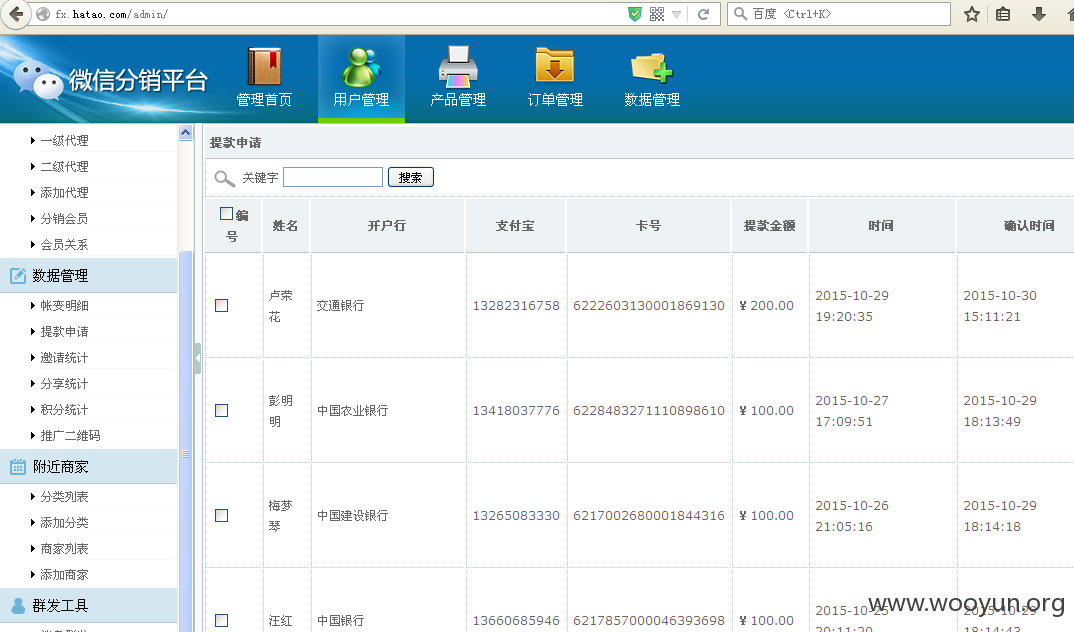 fx.hatao.com/admin/
百度 <Ctrl+K>
微信分销平台
管理首页
用户管理
产品管理
订单管理
数据管理
一级代理
二级代理
添加代理
分销会员
会员关系
数据管理
帐变明细
提款申请
邀请统计
分享统计
积分统计
推广二维码
附近商家
分类列表
添加分类
商家列表
添加商家
群发工具
提款申请
关键字
搜索
编号 姓名 开户行 支付宝 卡号 提款金额 时间 确认时间
卢荣花 交通银行 13282316758 6222603130001869130 ¥ 200.00 2015-10-29 19:20:35 2015-10-30 15:11:21
彭明明 中国农业银行 13418037776 6228483271110898610 ¥ 100.00 2015-10-27 17:09:51 2015-10-29 18:13:49
梅梦琴 中国建设银行 13265083330 6217002680001844316 ¥ 100.00 2015-10-26 21:05:16 2015-10-29 18:14:18
汪红 中国银行 13660685946 6217857000046393698 ¥ 100.00 2015-10-25 20:11:20 2015-10-29 18:14:43
www.wooyun.org